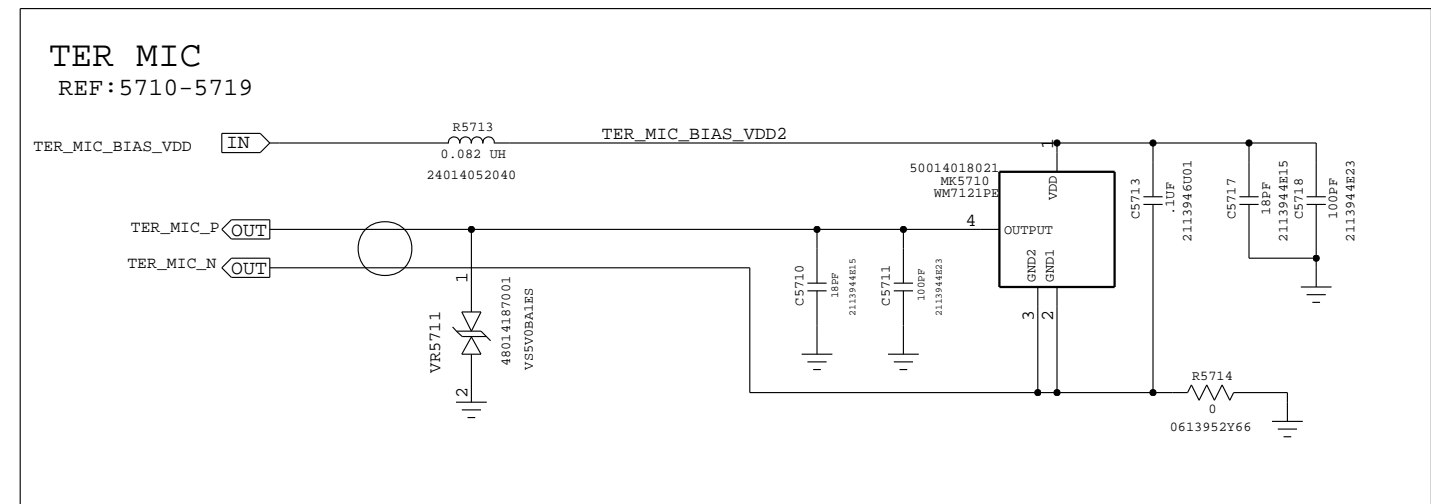 TER MIC
REF:5710-5719
TER_MIC_BIAS_VDD
IN
R5713
0.082 UH
24014052040
TER_MIC_BIAS_VDD2
50014018021
MK5710
WM7121PE
1
VDD
4
OUTPUT
GND2
GND1
3
2
C5713
.1UF
2113946U01
C5717
18PF
2113944E15
C5718
100PF
2113944E23
TER_MIC_P
OUT
TER_MIC_N
OUT
1
VR5711
48014187001
VS5V0BA1ES
2
C5710
18PF
2113944E15
C5711
100PF
2113944E23
R5714
0
0613952Y66